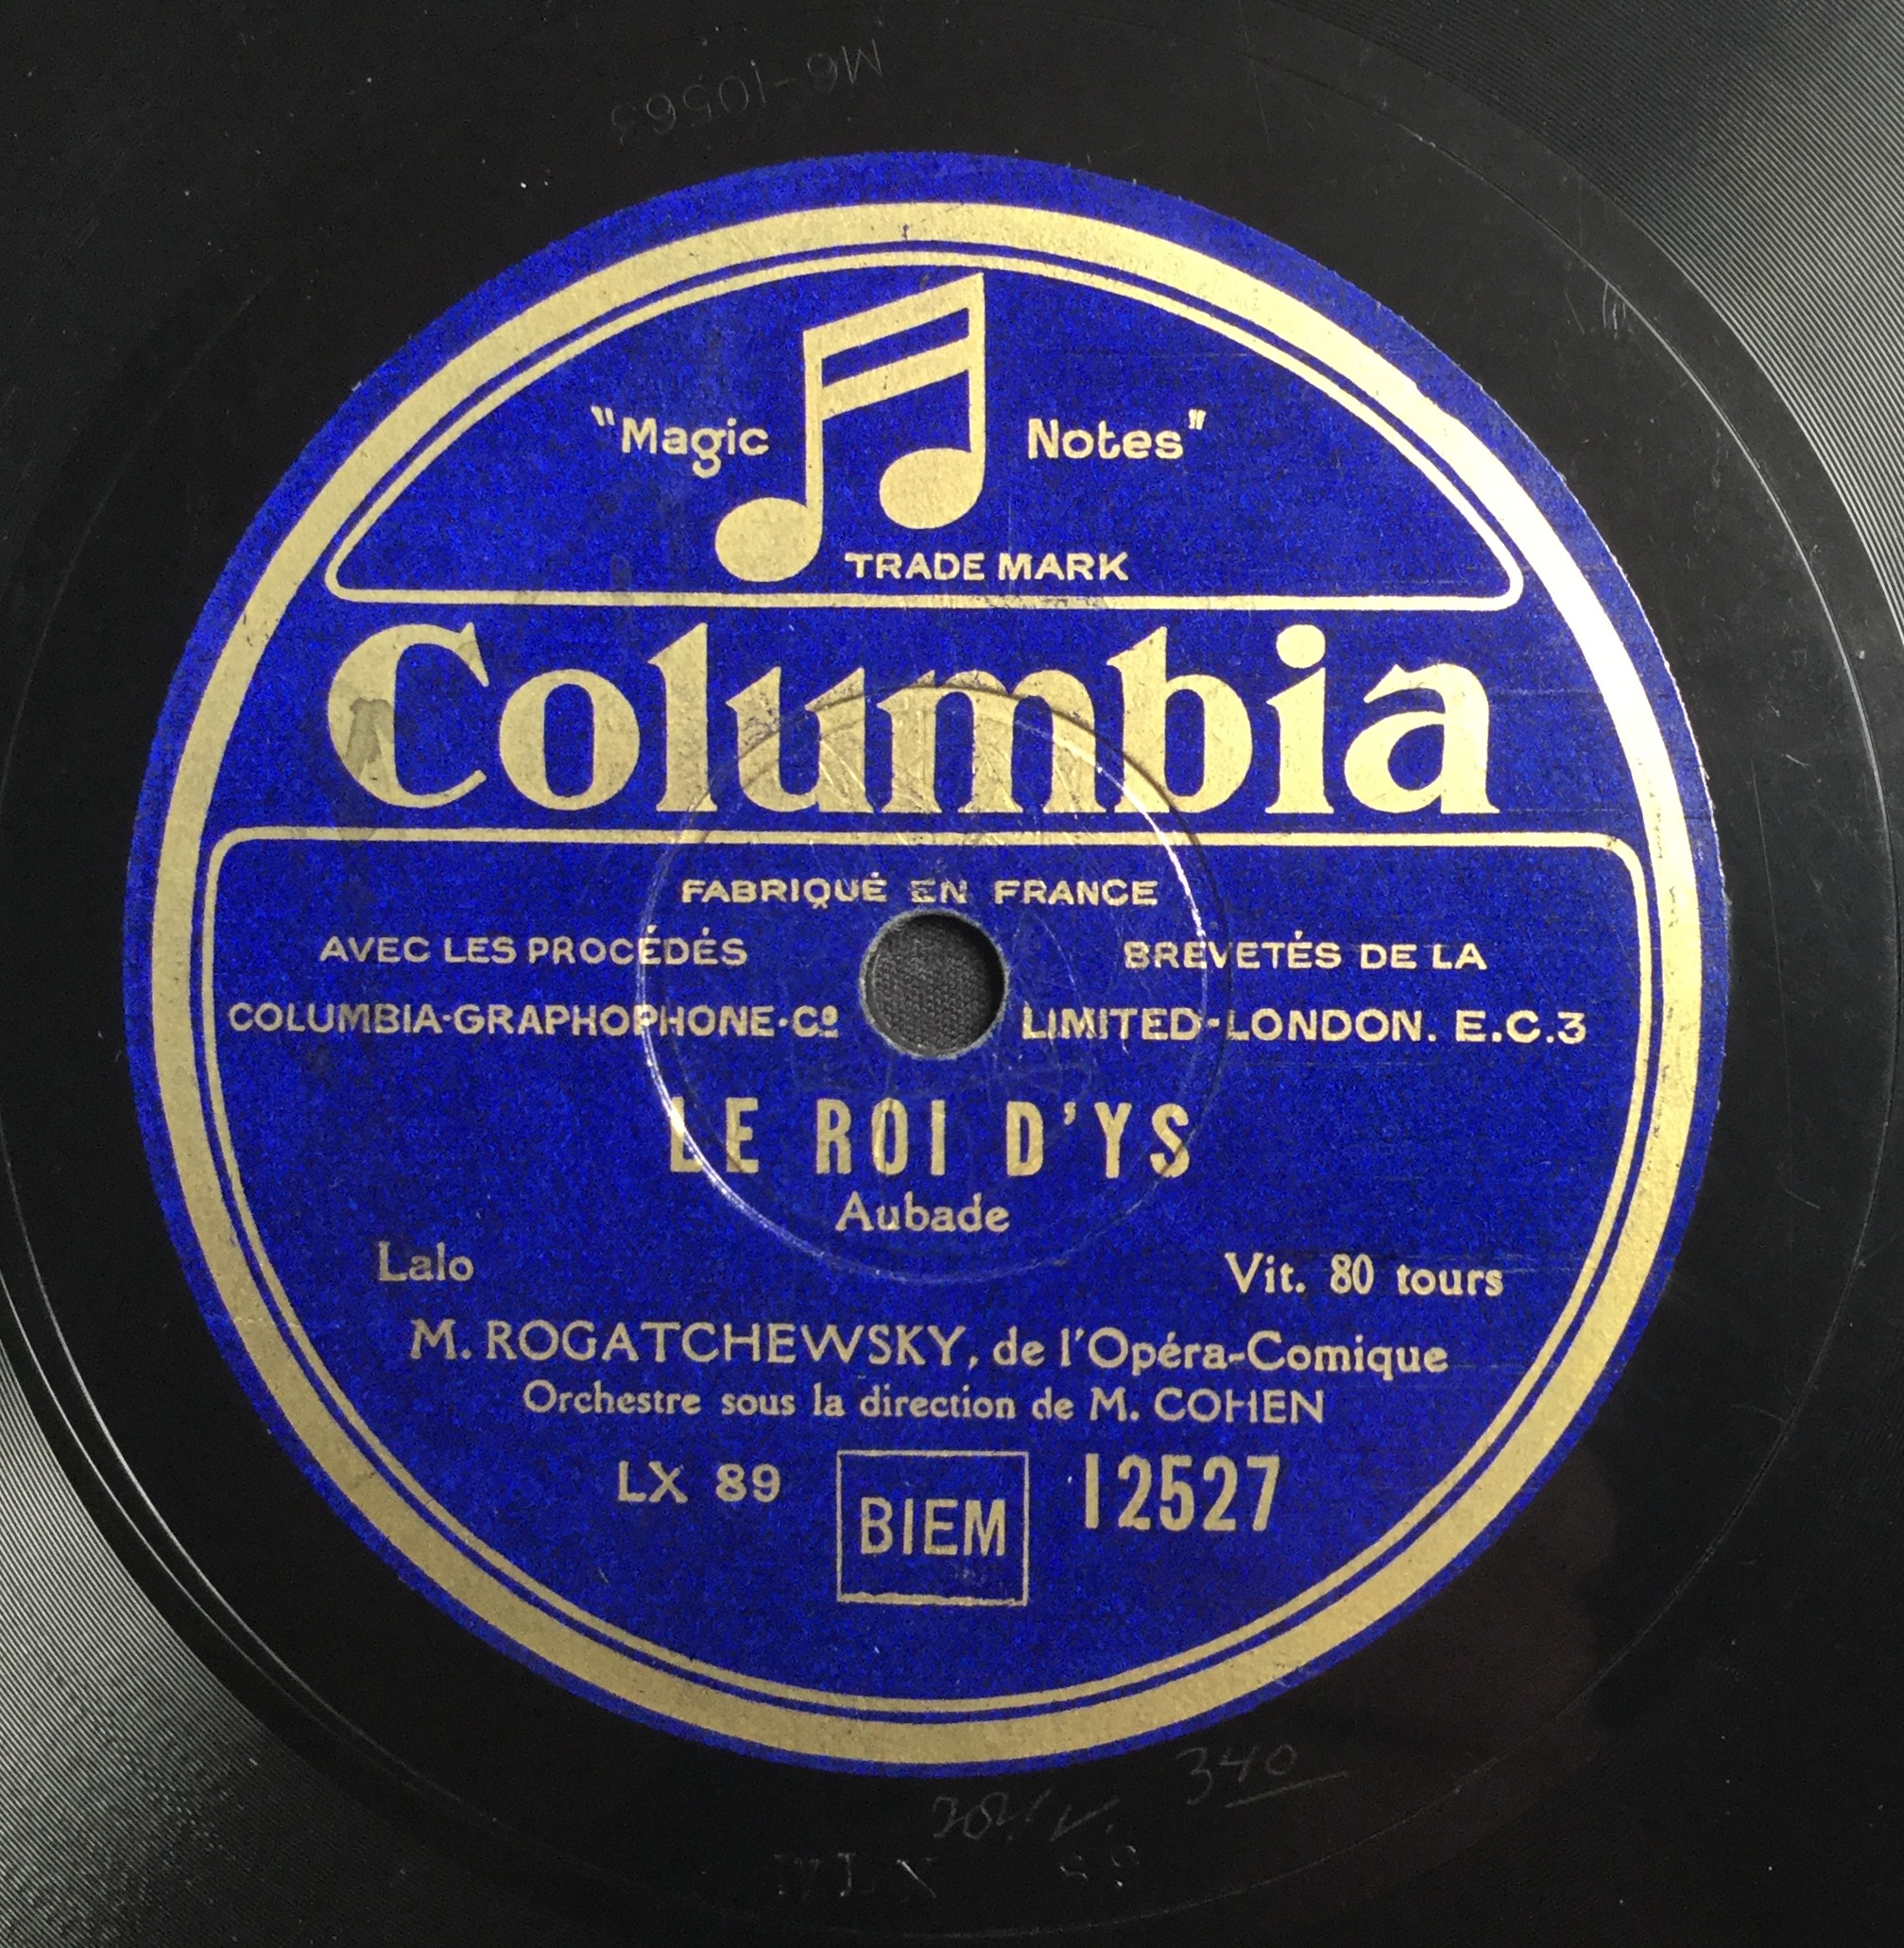 M6-10563
"Magic Notes"
TRADE MARK
Columbia
FABRIQUÉ EN FRANCE
AVEC LES PROCÉDÉS BREVETÉS DE LA
COLUMBIA-GRAPHOPHONE-Cº LIMITED-LONDON. E.C.3
LE ROI D'YS
Aubade
Lalo Vit. 80 tours
M. ROGATCHEWSKY, de l'Opéra-Comique
Orchestre sous la direction de M. COHEN
LX 89 BIEM 12527
340